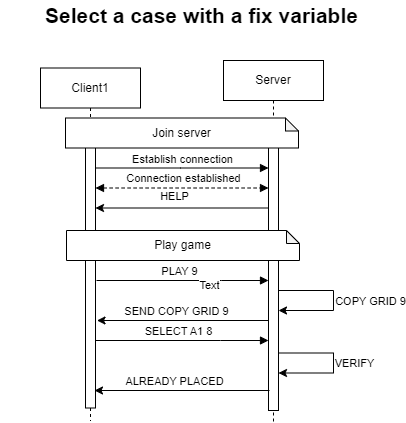 Select a case with a fix variable
Client1
Server
Join server
Establish connection
Connection established
HELP
Play game
PLAY 9
Text
COPY GRID 9
SEND COPY GRID 9
SELECT A1 8
VERIFY
ALREADY PLACED